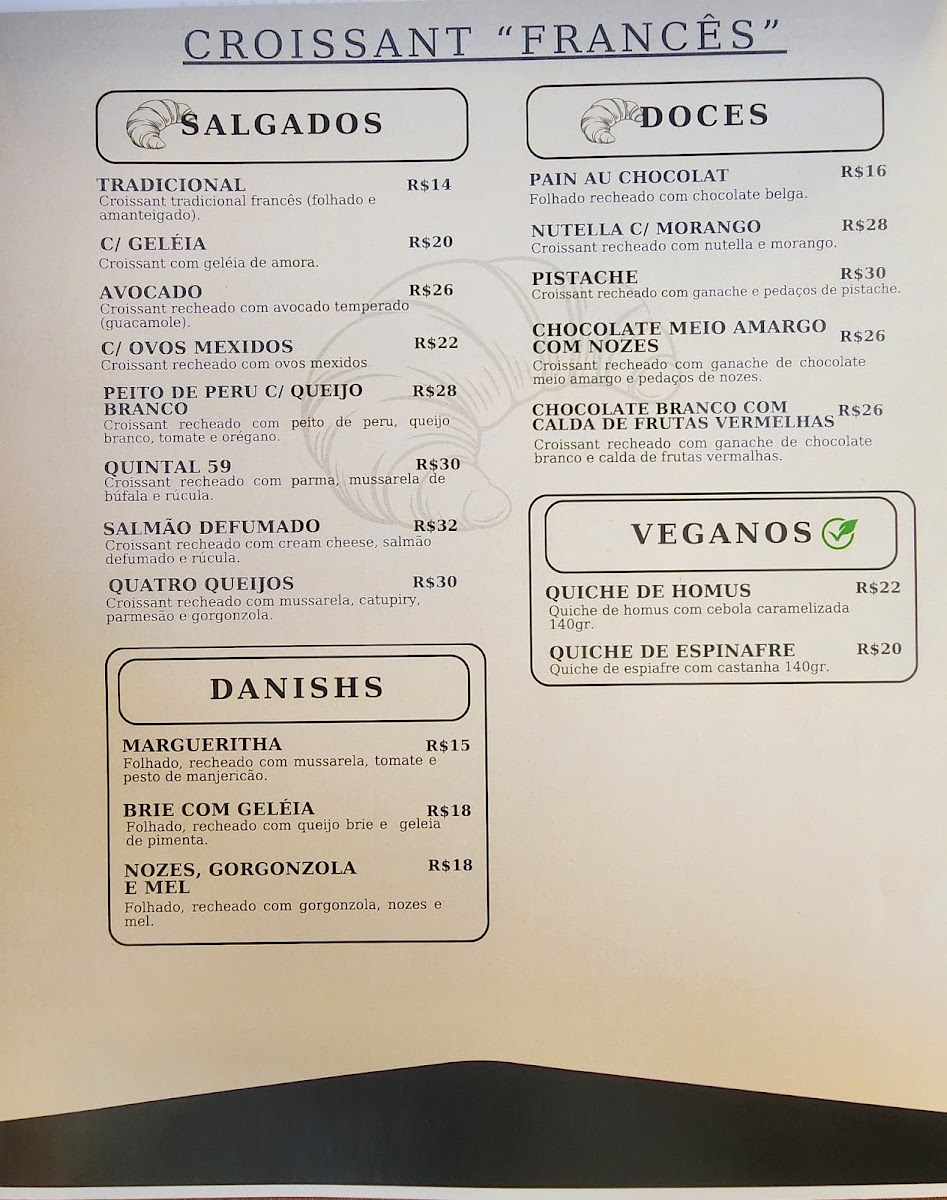 CROISSANT “FRANCÊS”
SALGADOS
TRADICIONAL R$14
Croissant tradicional francês (folhado e
amanteigado).
C/ GELÉIA R$20
Croissant com geléia de amora.
AVOCADO R$26
Croissant recheado com avocado temperado
(guacamole).
C/ OVOS MEXIDOS R$22
Croissant recheado com ovos mexidos
PEITO DE PERU C/ QUEIJO R$28
BRANCO
Croissant recheado com peito de peru, queijo
branco, tomate e orégano.
QUINTAL 59 R$30
Croissant recheado com parma, mussarela de
búfala e rúcula.
SALMÃO DEFUMADO R$32
Croissant recheado com cream cheese, salmão
defumado e rúcula.
QUATRO QUEIJOS R$30
Croissant recheado com mussarela, catupiry,
parmesão e gorgonzola.
DANISHS
MARGUERITHA R$15
Folhado, recheado com mussarela, tomate e
pesto de manjericão.
BRIE COM GELÉIA R$18
Folhado, recheado com queijo brie e geleia
de pimenta.
NOZES, GORGONZOLA R$18
E MEL
Folhado, recheado com gorgonzola, nozes e
mel.
DOCES
PAIN AU CHOCOLAT R$16
Folhado recheado com chocolate belga.
NUTELLA C/ MORANGO R$28
Croissant recheado com nutella e morango.
PISTACHE R$30
Croissant recheado com ganache e pedaços de pistache.
CHOCOLATE MEIO AMARGO
COM NOZES R$26
Croissant recheado com ganache de chocolate
meio amargo e pedaços de nozes.
CHOCOLATE BRANCO COM R$26
CALDA DE FRUTAS VERMELHAS
Croissant recheado com ganache de chocolate
branco e calda de frutas vermalhas.
VEGANOS
QUICHE DE HOMUS R$22
Quiche de homus com cebola caramelizada
140gr.
QUICHE DE ESPINAFRE R$20
Quiche de espiafre com castanha 140gr.